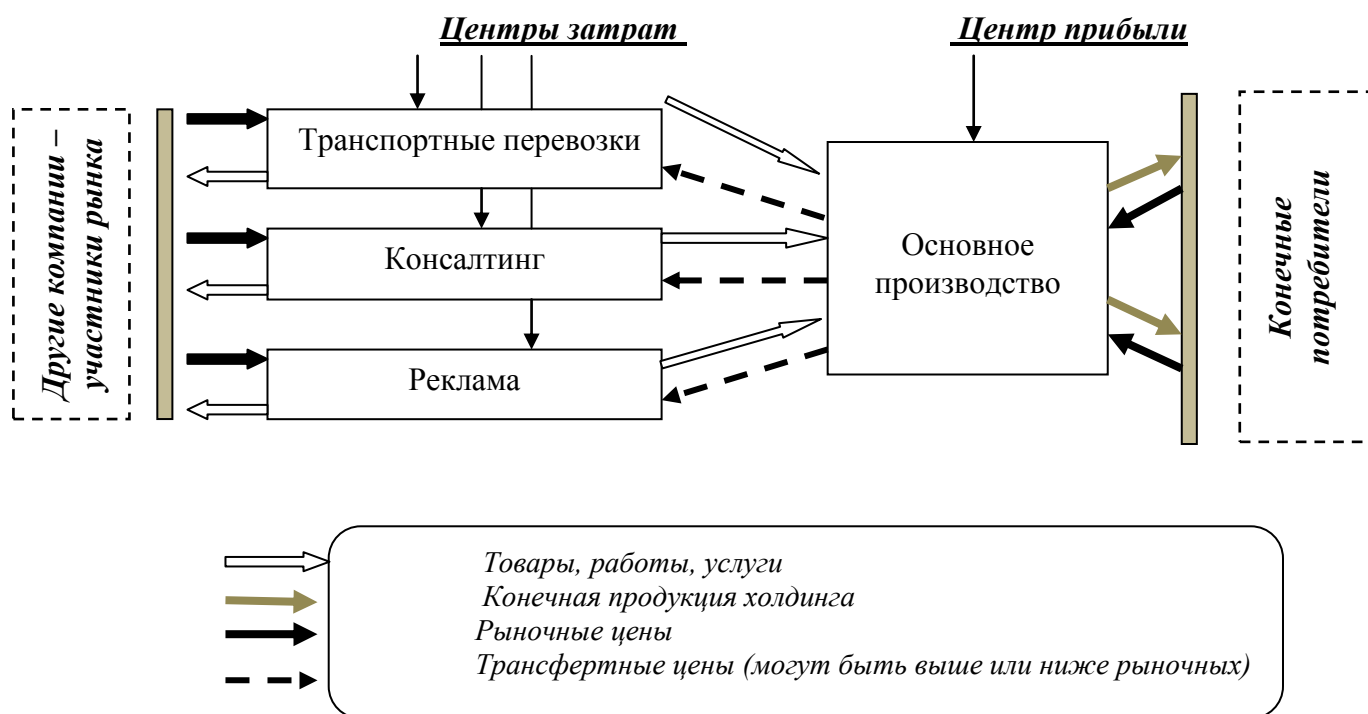 Центры затрат
Центр прибыли
Другие компании –
участники рынка
Транспортные перевозки
Консалтинг
Реклама
Основное
производство
Конечные
потребители
Товары, работы, услуги
Конечная продукция холдинга
Рыночные цены
Трансфертные цены (могут быть выше или ниже рыночных)